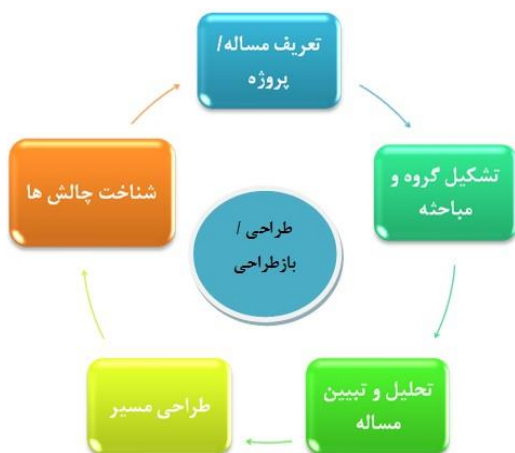 تعریف مساله/
پروژه
تشکیل گروه و
مباحثه
تحلیل و تبیین
مساله
طراحی مسیر
شناخت چالش ها
طراحی /
بازطراحی